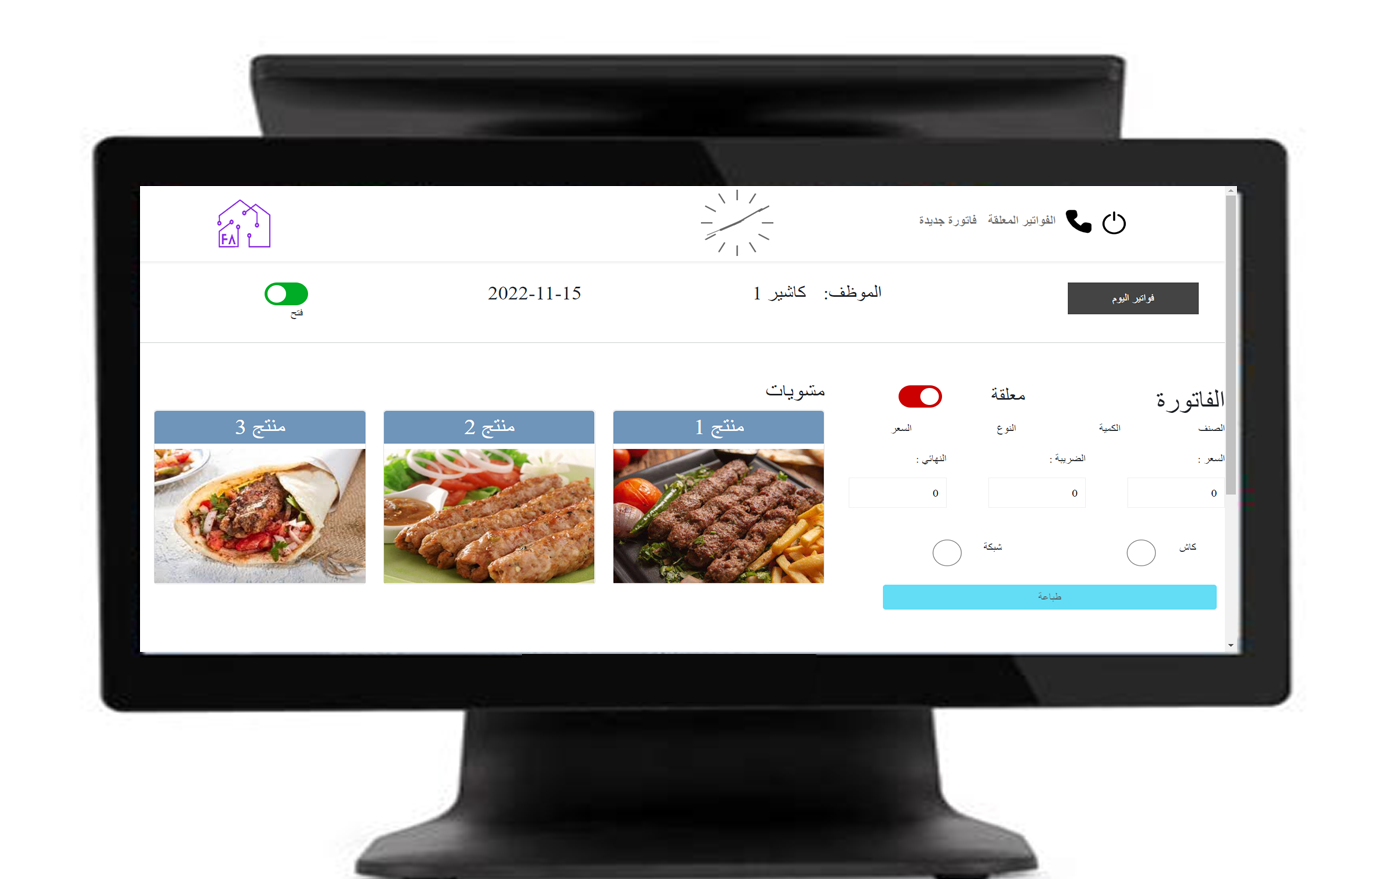 الفواتير المعلقة فاتورة جديدة
FA
فواتير اليوم
الموظف: كاشير 1
2022-11-15
فتح
الفاتورة
معلقة
الصنف الكمية النوع السعر
السعر : الضريبة : النهائي :
0 0 0
كاش شبكة
طباعة
مشويات
منتج 1
منتج 2
منتج 3